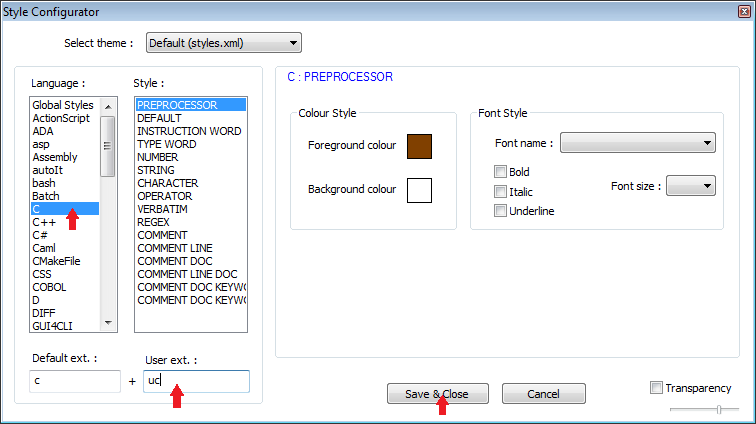 Style Configurator
Select theme : Default (styles.xml)
Language :
Global Styles
ActionScript
ADA
asp
Assembly
autoIt
bash
Batch
C
C++
C#
Caml
CMakeFile
CSS
COBOL
D
DIFF
GUI4CLI
Style :
PREPROCESSOR
DEFAULT
INSTRUCTION WORD
TYPE WORD
NUMBER
STRING
CHARACTER
OPERATOR
VERBATIM
REGEX
COMMENT
COMMENT LINE
COMMENT DOC
COMMENT LINE DOC
COMMENT DOC KEYWO
COMMENT DOC KEYWO
Default ext. :
c
+
User ext. :
uc
C : PREPROCESSOR
Colour Style
Foreground colour
Background colour
Font Style
Font name :
Bold
Italic
Underline
Font size :
Save & Close
Cancel
Transparency